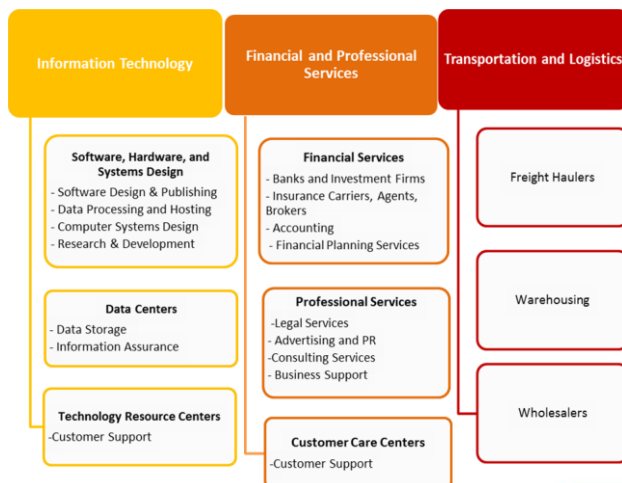 Information Technology
Software, Hardware, and
Systems Design
- Software Design & Publishing
- Data Processing and Hosting
- Computer Systems Design
- Research & Development
Data Centers
- Data Storage
- Information Assurance
Technology Resource Centers
-Customer Support
Financial and Professional
Services
Financial Services
- Banks and Investment Firms
- Insurance Carriers, Agents,
Brokers
- Accounting
- Financial Planning Services
Professional Services
-Legal Services
- Advertising and PR
-Consulting Services
- Business Support
Customer Care Centers
-Customer Support
Transportation and Logistics
Freight Haulers
Warehousing
Wholesalers